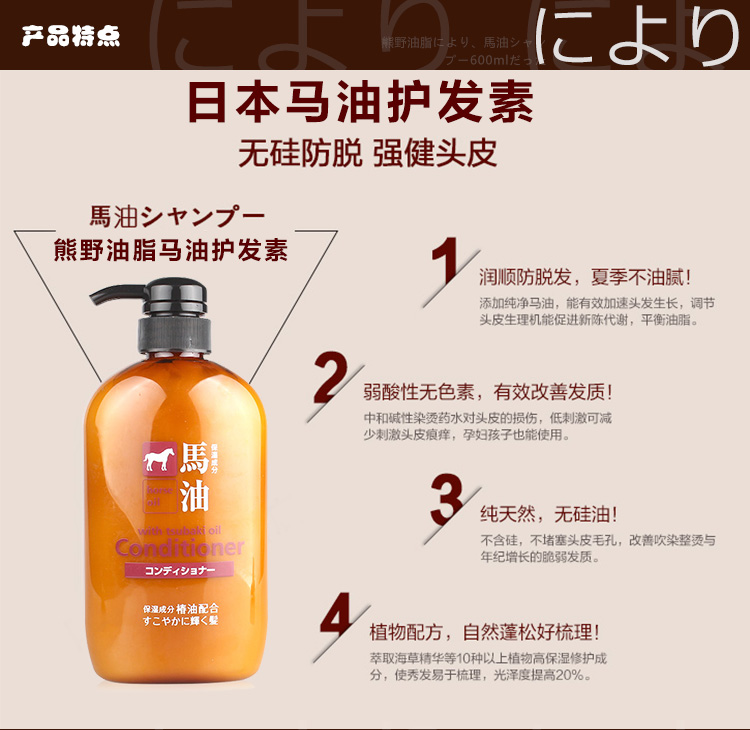 产品特点
熊野油脂により、馬油シャン
プー600mlだっ
により
日本马油护发素
无硅防脱 强健头皮
馬油シャンプー
熊野油脂马油护发素
1
润顺防脱发，夏季不油腻！
添加纯净马油，能有效加速头发生长，调节
头皮生理机能促进新陈代谢，平衡油脂。
2
弱酸性无色素，有效改善发质！
中和碱性染烫药水对头皮的损伤，低刺激可减
少刺激头皮瘙痒，孕妇孩子也能使用。
3
纯天然，无硅油！
不含硅，不堵塞头皮毛孔，改善吹染整烫与
年纪增长的脆弱发质。
4
植物配方，自然蓬松好梳理！
萃取海草精华等10种以上植物高保湿修护成
分，使秀发易于梳理，光泽度提高20%。
馬油
保湿成分
horse
oil
with tsubaki oil
Conditioner
コンディショナー
保湿成分 椿油配合
すこやかに輝く髪